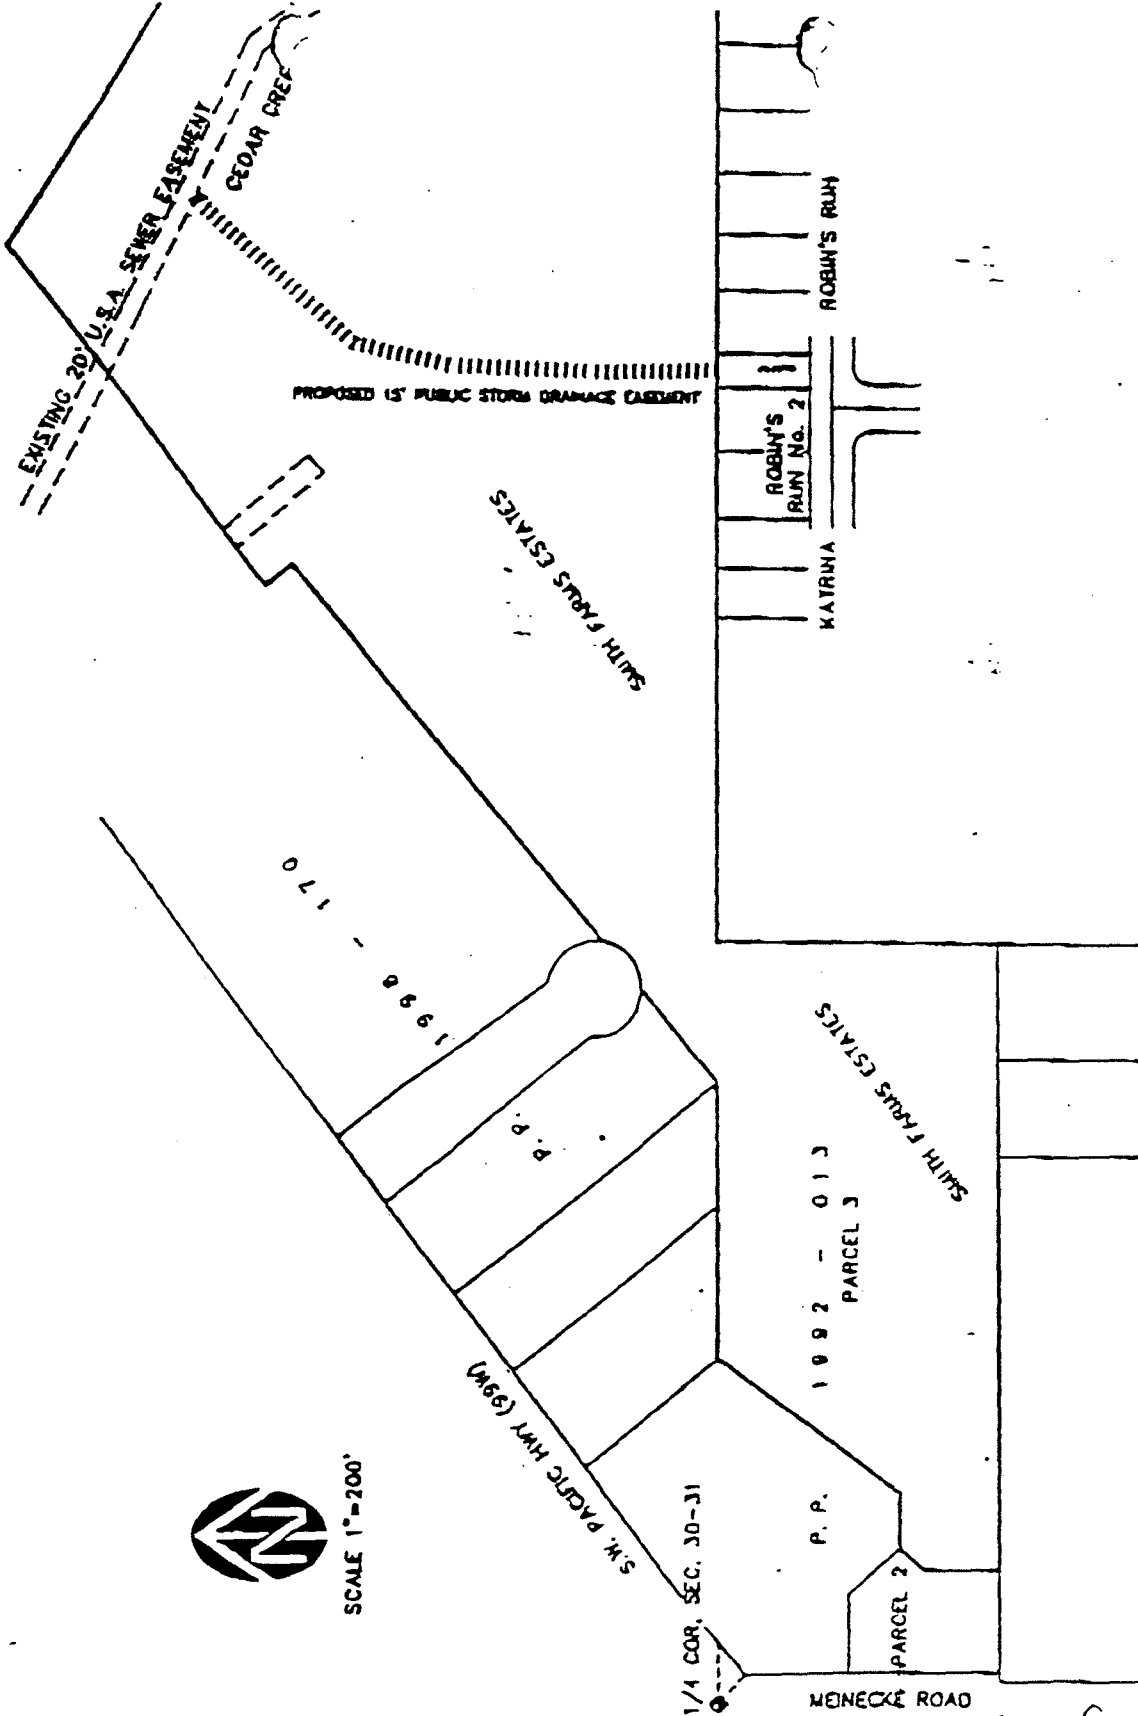 EXISTING 20' U.S.A. SEWER EASEMENT
CEDAR CREE
PROPOSED 15' PUBLIC STORM DRAINAGE EASEMENT
ROBIN'S RUN
ROBIN'S
RUN No. 2
KATRINA
SMITH FARMS ESTATES
1998 - 170
P.P.
SMITH FARMS ESTATES
1992 - 013
PARCEL 3
P.P.
S.W. PACIFIC HWY (99W)
SCALE 1"=200'
1/4 COR. SEC. 30-31
PARCEL 2
MEINECKE ROAD